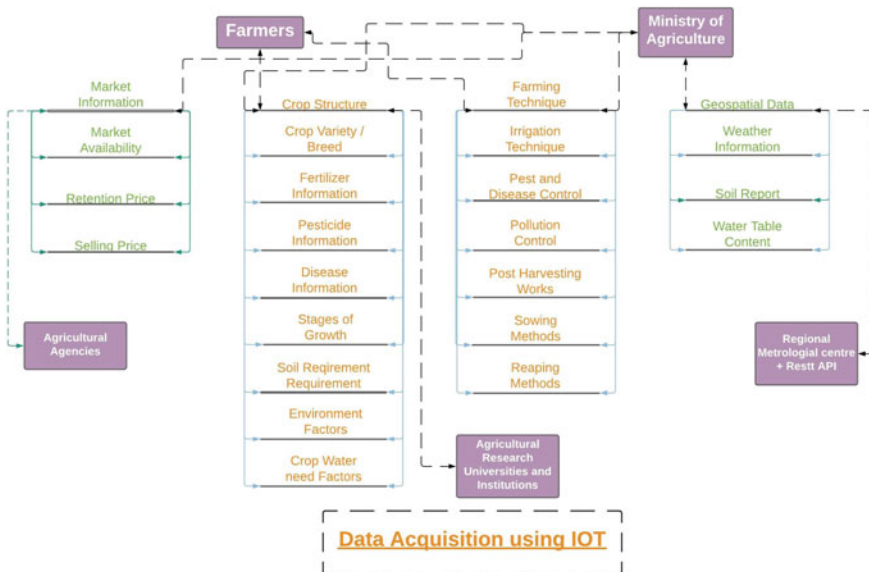 Farmers
Ministry of
Agriculture
Market
Information
Market
Availability
Retention Price
Selling Price
Agricultural
Agencies
Crop Structure
Crop Variety /
Breed
Fertilizer
Information
Pesticide
Information
Disease
Information
Stages of
Growth
Soil Reqirement
Requirement
Environment
Factors
Crop Water
need Factors
Farming
Technique
Irrigation
Technique
Pest and
Disease Control
Pollution
Control
Post Harvesting
Works
Sowing
Methods
Reaping
Methods
Agricultural
Research
Universities and
Institutions
Geospatial Data
Weather
Information
Soil Report
Water Table
Content
Regional
Metrologial centre
+ Restt API
Data Acquisition using IOT